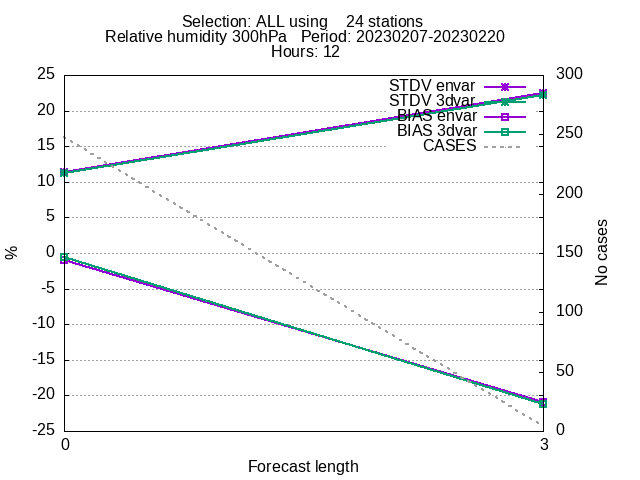 Selection: ALL using    24 stations
Relative humidity 300hPa   Period: 20230207-20230220
Hours: 12
25
20
15
10
5
0
-5
-10
-15
-20
-25
%
STDV envar
STDV 3dvar
BIAS envar
BIAS 3dvar
CASES
300
250
200
150
100
50
0
No cases
0
3
Forecast length